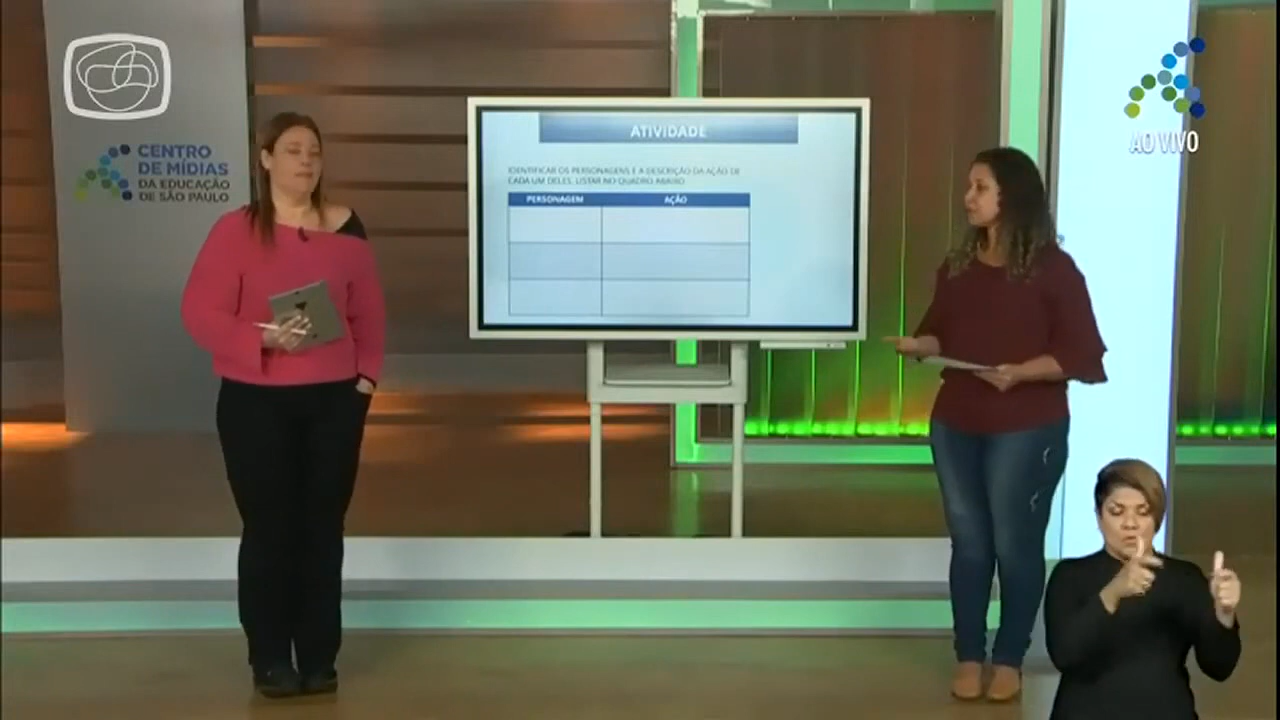 CENTRO
DE MÍDIAS
DA EDUCAÇÃO
DE SÃO PAULO
ATIVIDADE
IDENTIFICAR OS PERSONAGENS E A DESCRIÇÃO DA AÇÃO DE
CADA UM DELES. LISTAR NO QUADRO ABAIXO.
PERSONAGEM AÇÃO
AO VIVO